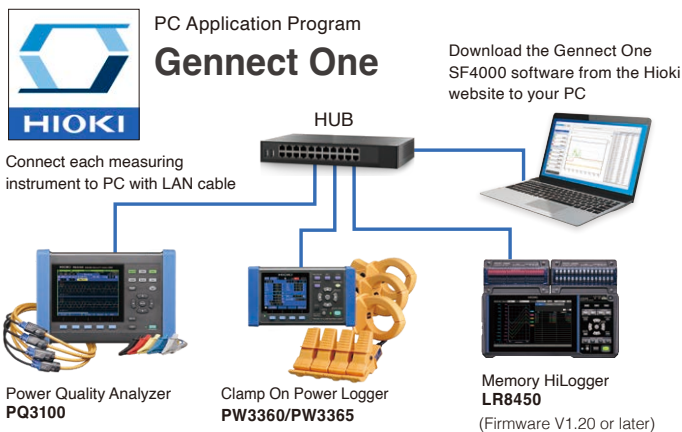 PC Application Program
Gennect One
HIOKI
Download the Gennect One
SF4000 software from the Hioki
website to your PC
HUB
Connect each measuring
instrument to PC with LAN cable
Power Quality Analyzer
PQ3100
Clamp On Power Logger
PW3360/PW3365
Memory HiLogger
LR8450
(Firmware V1.20 or later)